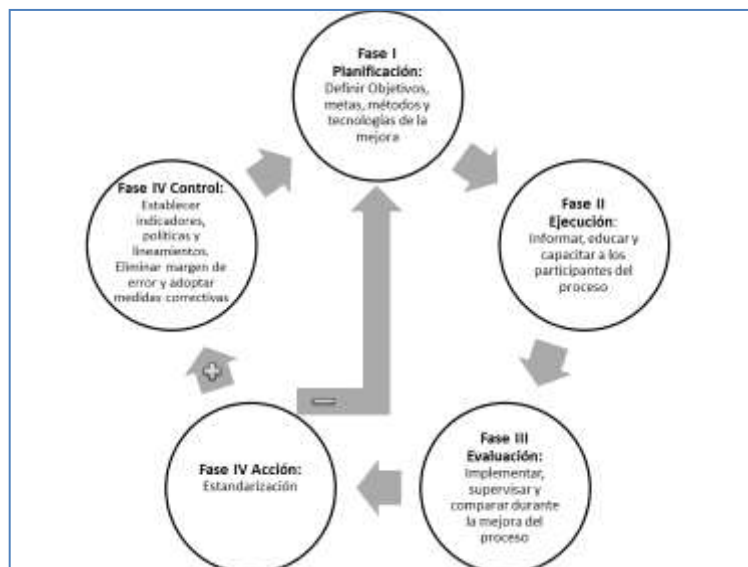 Fase I
Planificación:
Definir Objetivos,
metas, métodos y
tecnologías de la
mejora
Fase II
Ejecución:
Informar, educar y
capacitar a los
participantes del
proceso
Fase III
Evaluación:
Implementar,
supervisar y
comparar durante
la mejora del
proceso
Fase IV Acción:
Estandarización
Fase IV Control:
Establecer
indicadores,
políticas y
lineamientos.
Eliminar margen de
error y adoptar
medidas correctivas
+
−